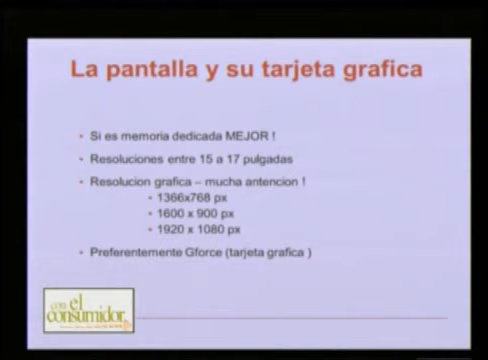 La pantalla y su tarjeta grafica
Si es memoria dedicada MEJOR !
Resoluciones entre 15 a 17 pulgadas
Resolucion grafica – mucha antencion !
1366x768 px
1600 x 900 px
1920 x 1080 px
Preferentemente Gforce (tarjeta grafica )
con el
consumidor